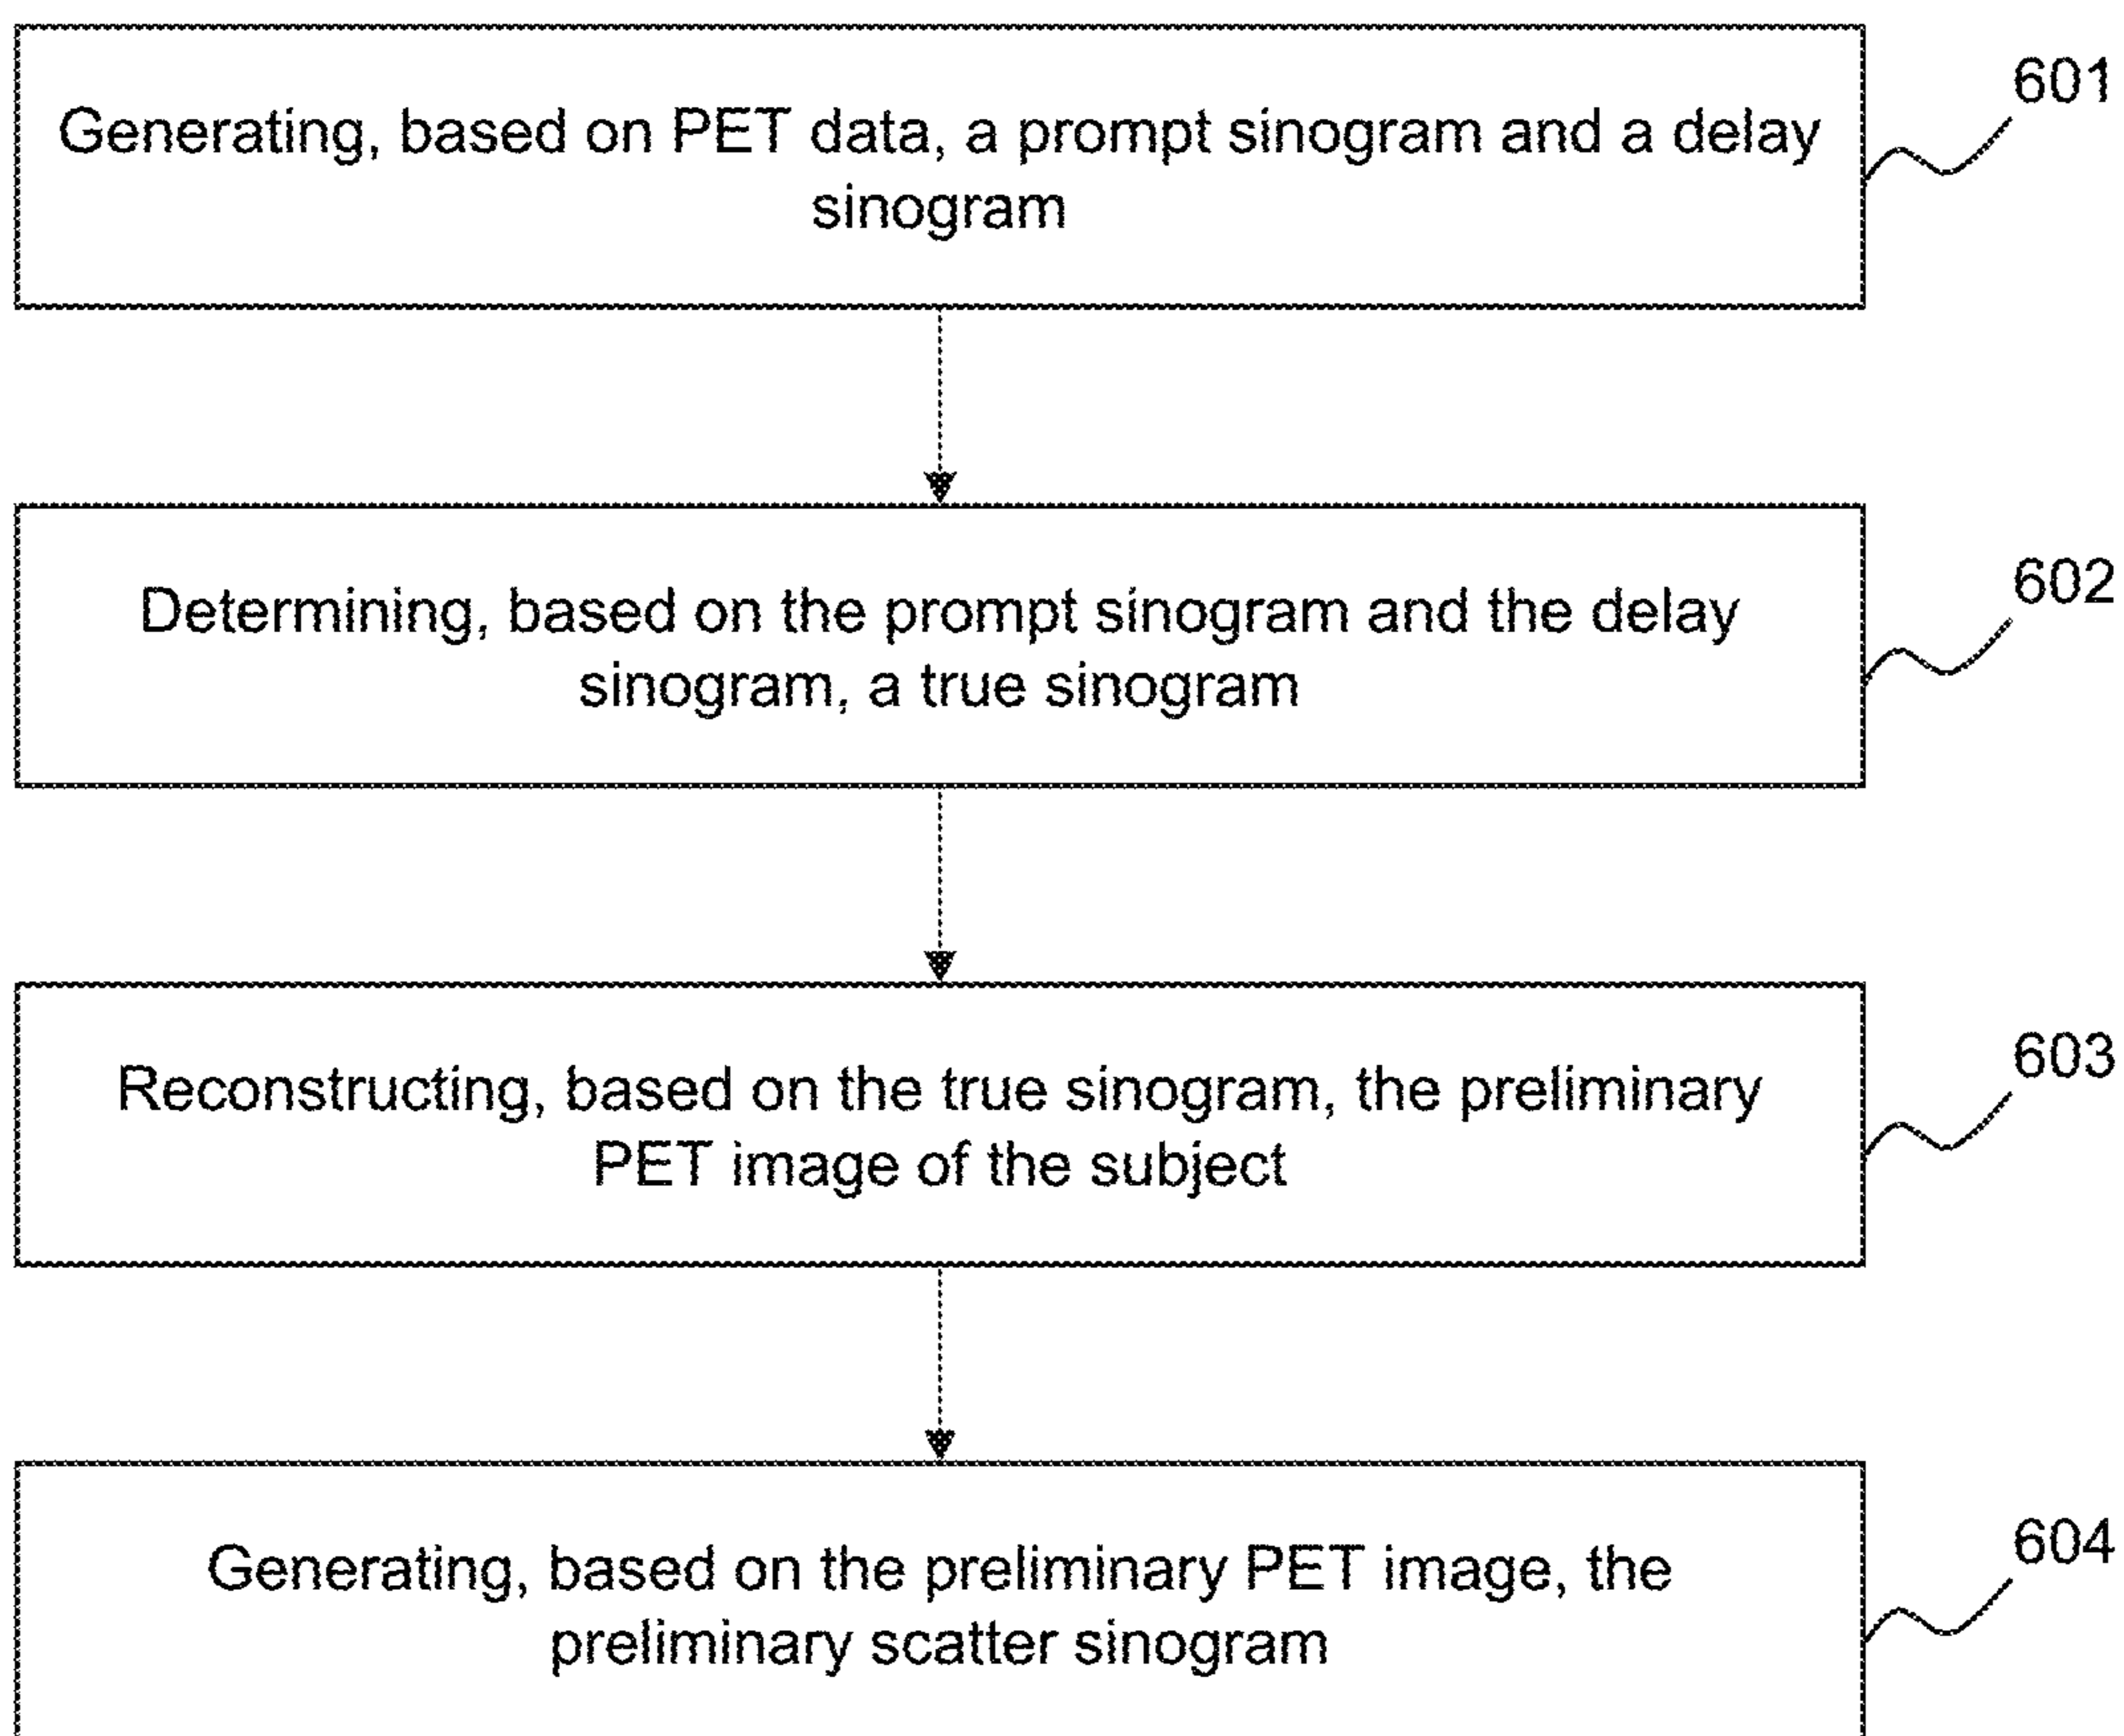 Generating, based on PET data, a prompt sinogram and a delay
sinogram
601
Determining, based on the prompt sinogram and the delay
sinogram, a true sinogram
602
Reconstructing, based on the true sinogram, the preliminary
PET image of the subject
603
Generating, based on the preliminary PET image, the
preliminary scatter sinogram
604